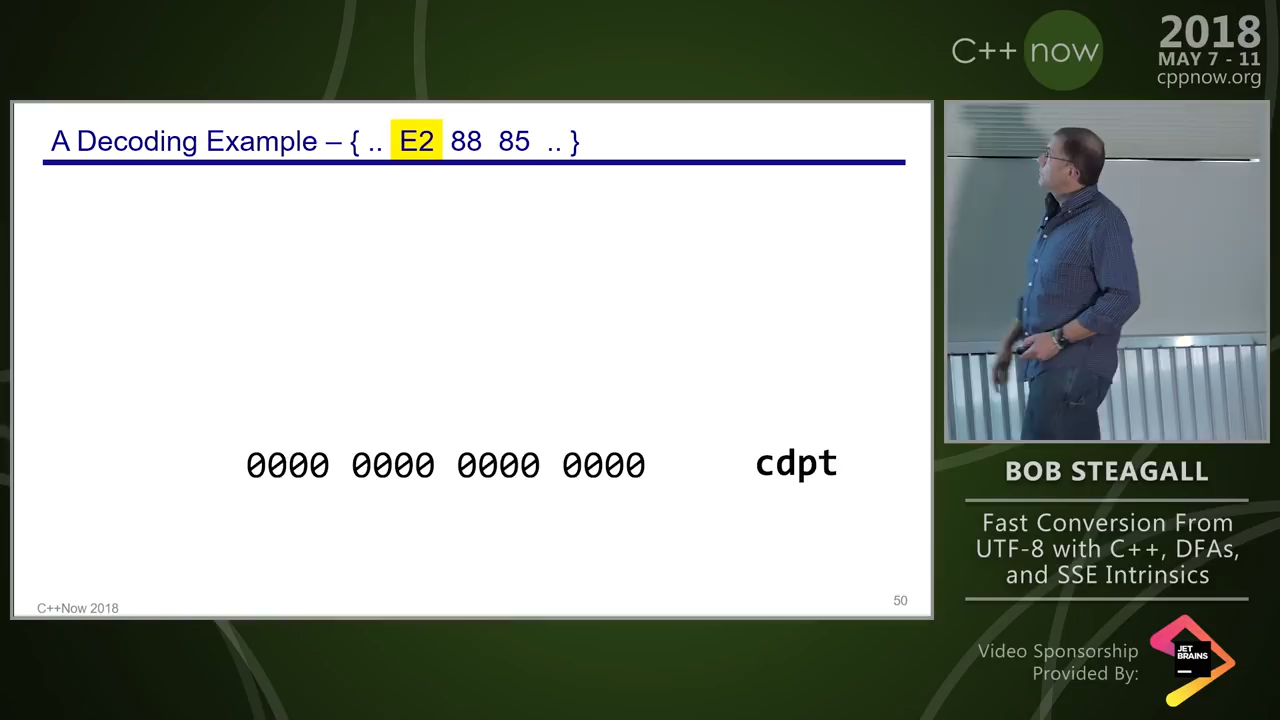 C++ now
2018
MAY 7 - 11
cppnow.org
A Decoding Example – { .. E2 88 85 .. }
0000 0000 0000 0000 cdpt
C++Now 2018
50
BOB STEAGALL
Fast Conversion From
UTF-8 with C++, DFAs,
and SSE Intrinsics
Video Sponsorship
Provided By:
JET
BRAINS